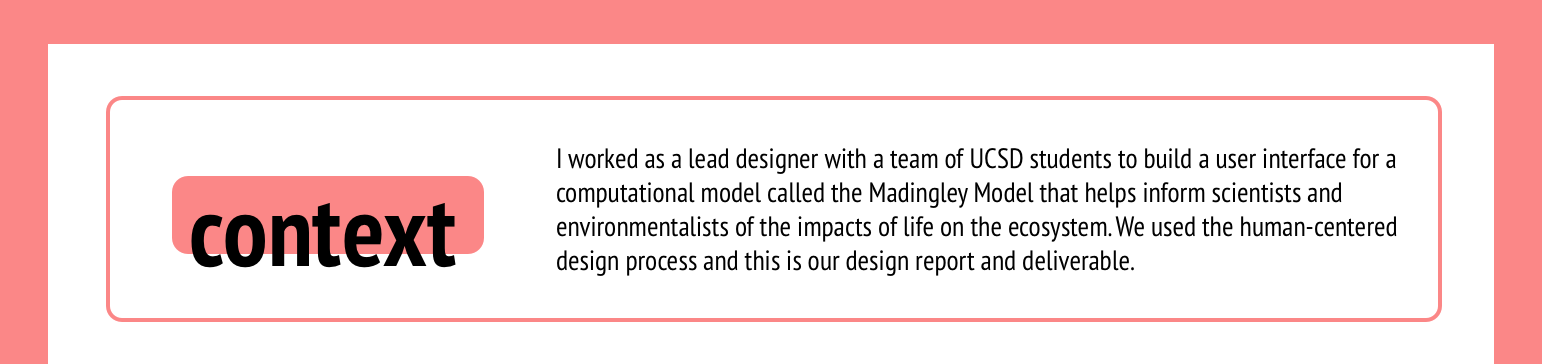 context
I worked as a lead designer with a team of UCSD students to build a user interface for a
computational model called the Madingley Model that helps inform scientists and
environmentalists of the impacts of life on the ecosystem. We used the human-centered
design process and this is our design report and deliverable.